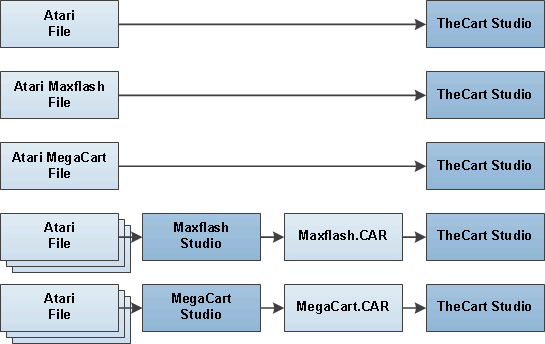 Atari
File
TheCart Studio
Atari Maxflash
File
TheCart Studio
Atari MegaCart
File
TheCart Studio
Atari
File
Maxflash
Studio
Maxflash.CAR
TheCart Studio
Atari
File
MegaCart
Studio
MegaCart.CAR
TheCart Studio